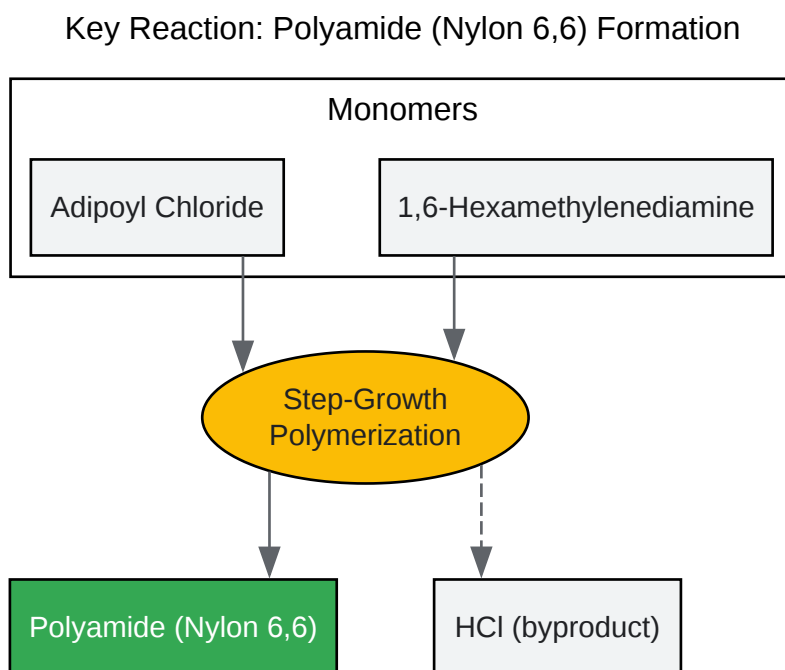 Key Reaction: Polyamide (Nylon 6,6) Formation
Monomers
Adipoyl Chloride
1,6-Hexamethylenediamine
Step-Growth
Polymerization
Polyamide (Nylon 6,6)
HCl (byproduct)